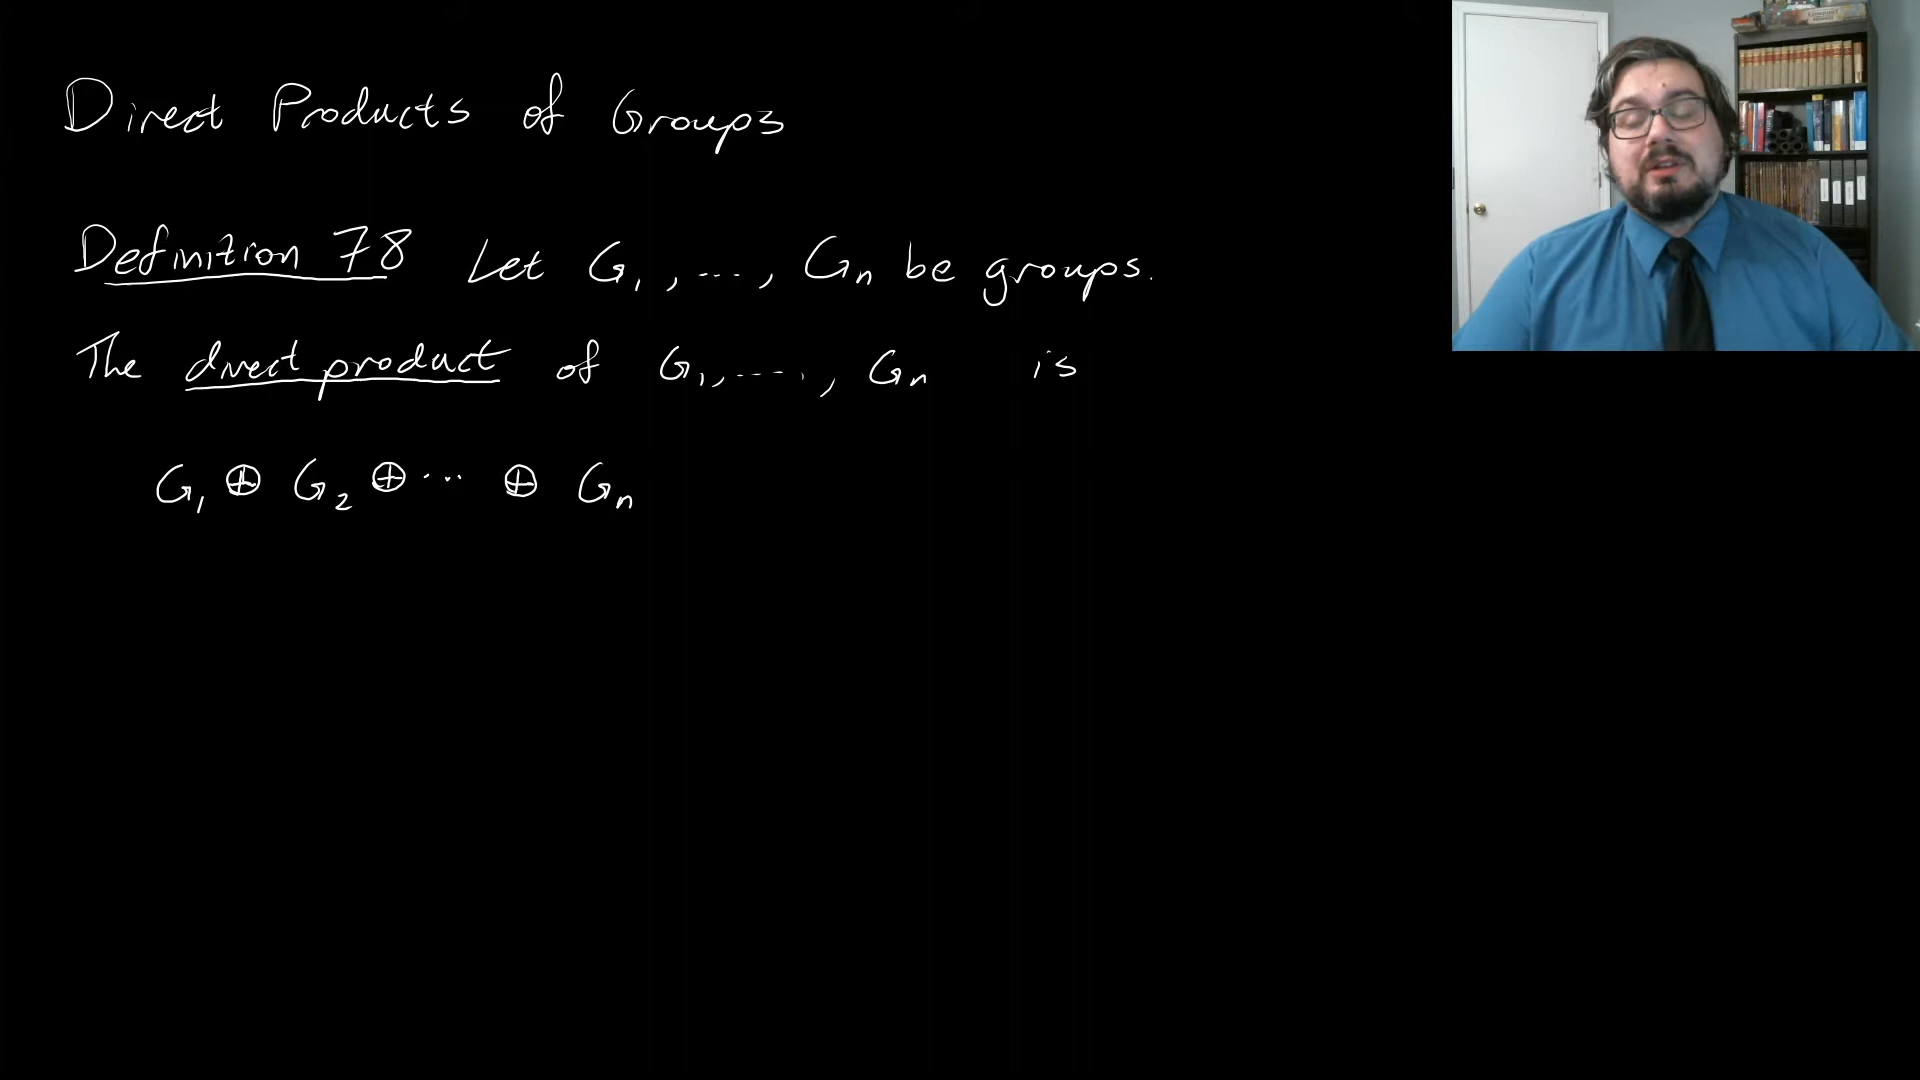 Direct Products of Groups
Definition 78 Let G₁, ..., Gₙ be groups.
The direct product of G₁, ...., Gₙ is
G₁ ⊕ G₂ ⊕ ... ⊕ Gₙ